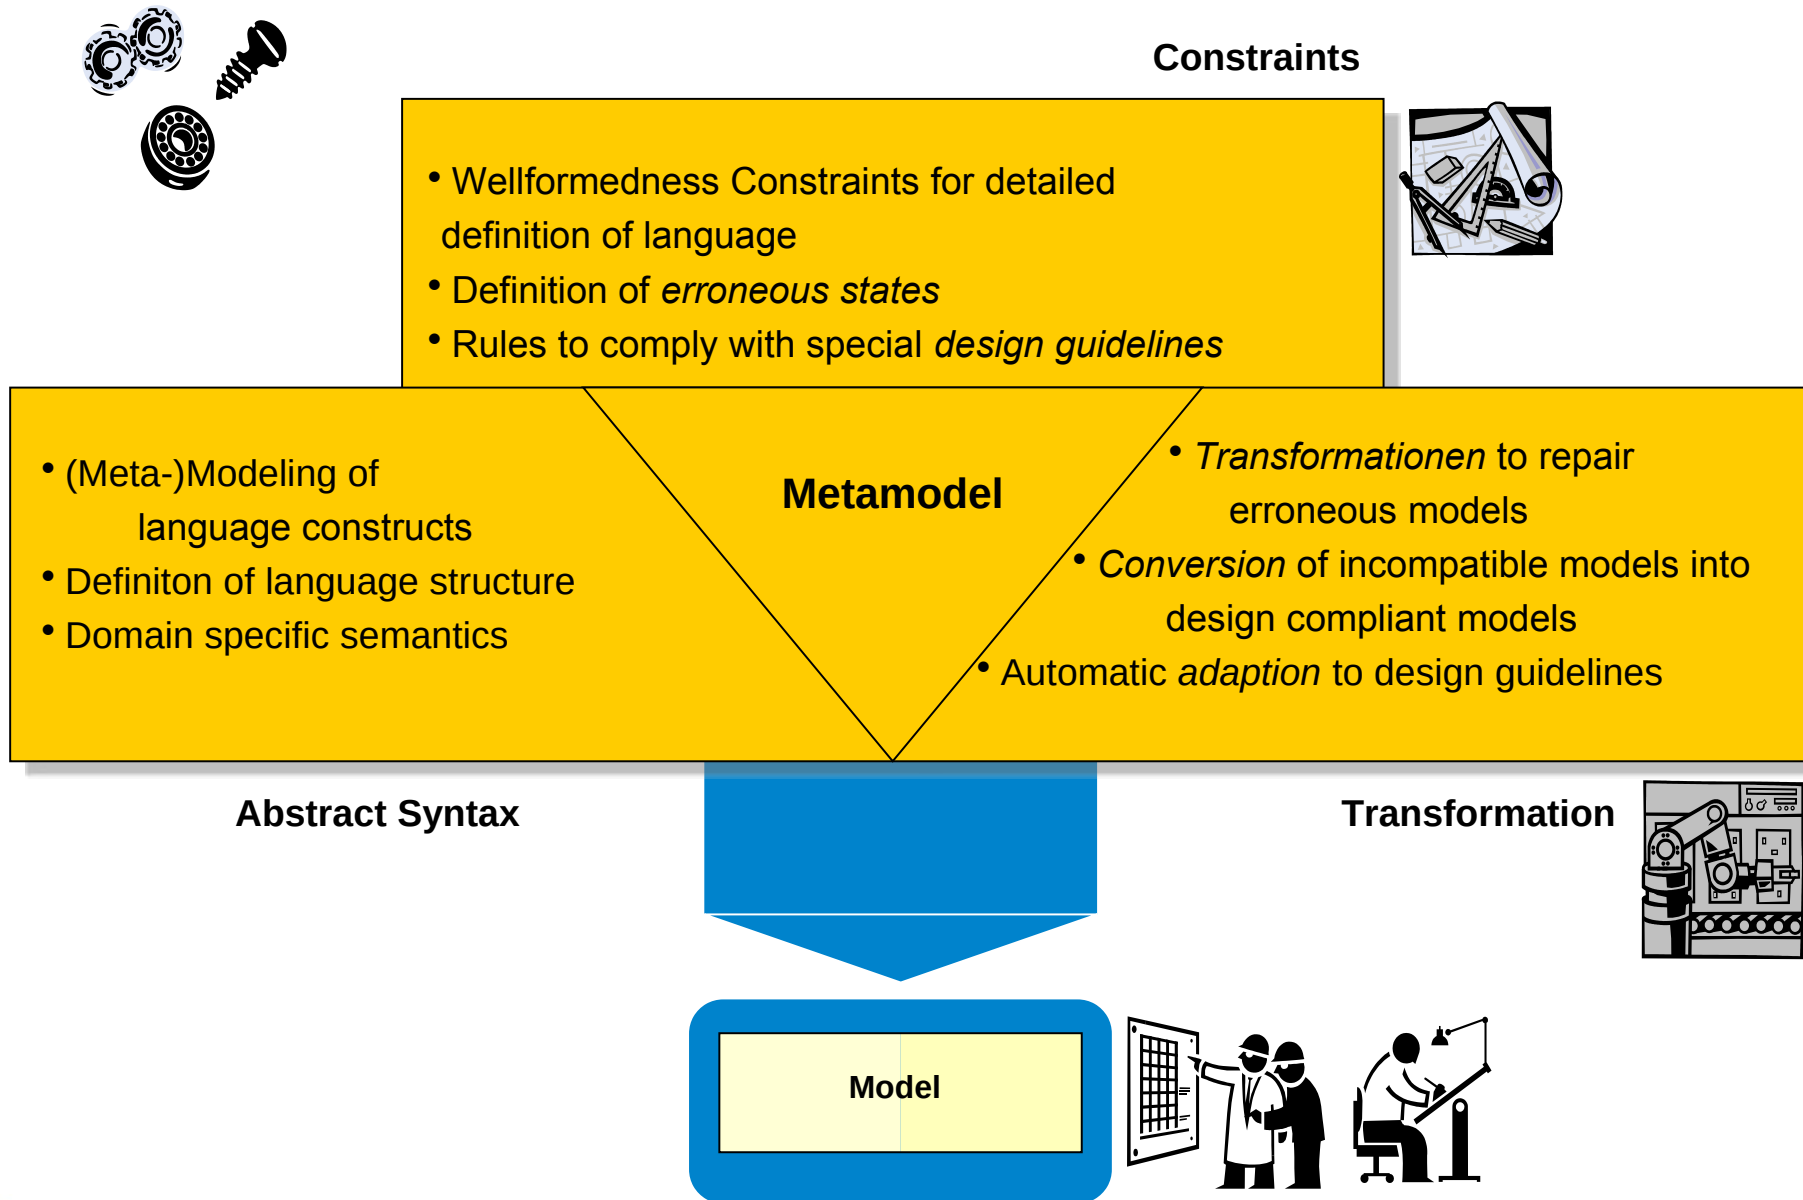 Constraints
• Wellformedness Constraints for detailed
definition of language
• Definition of erroneous states
• Rules to comply with special design guidelines
• (Meta-)Modeling of
language constructs
• Definiton of language structure
• Domain specific semantics
Metamodel
• Transformationen to repair
erroneous models
• Conversion of incompatible models into
design compliant models
• Automatic adaption to design guidelines
Abstract Syntax
Transformation
Model